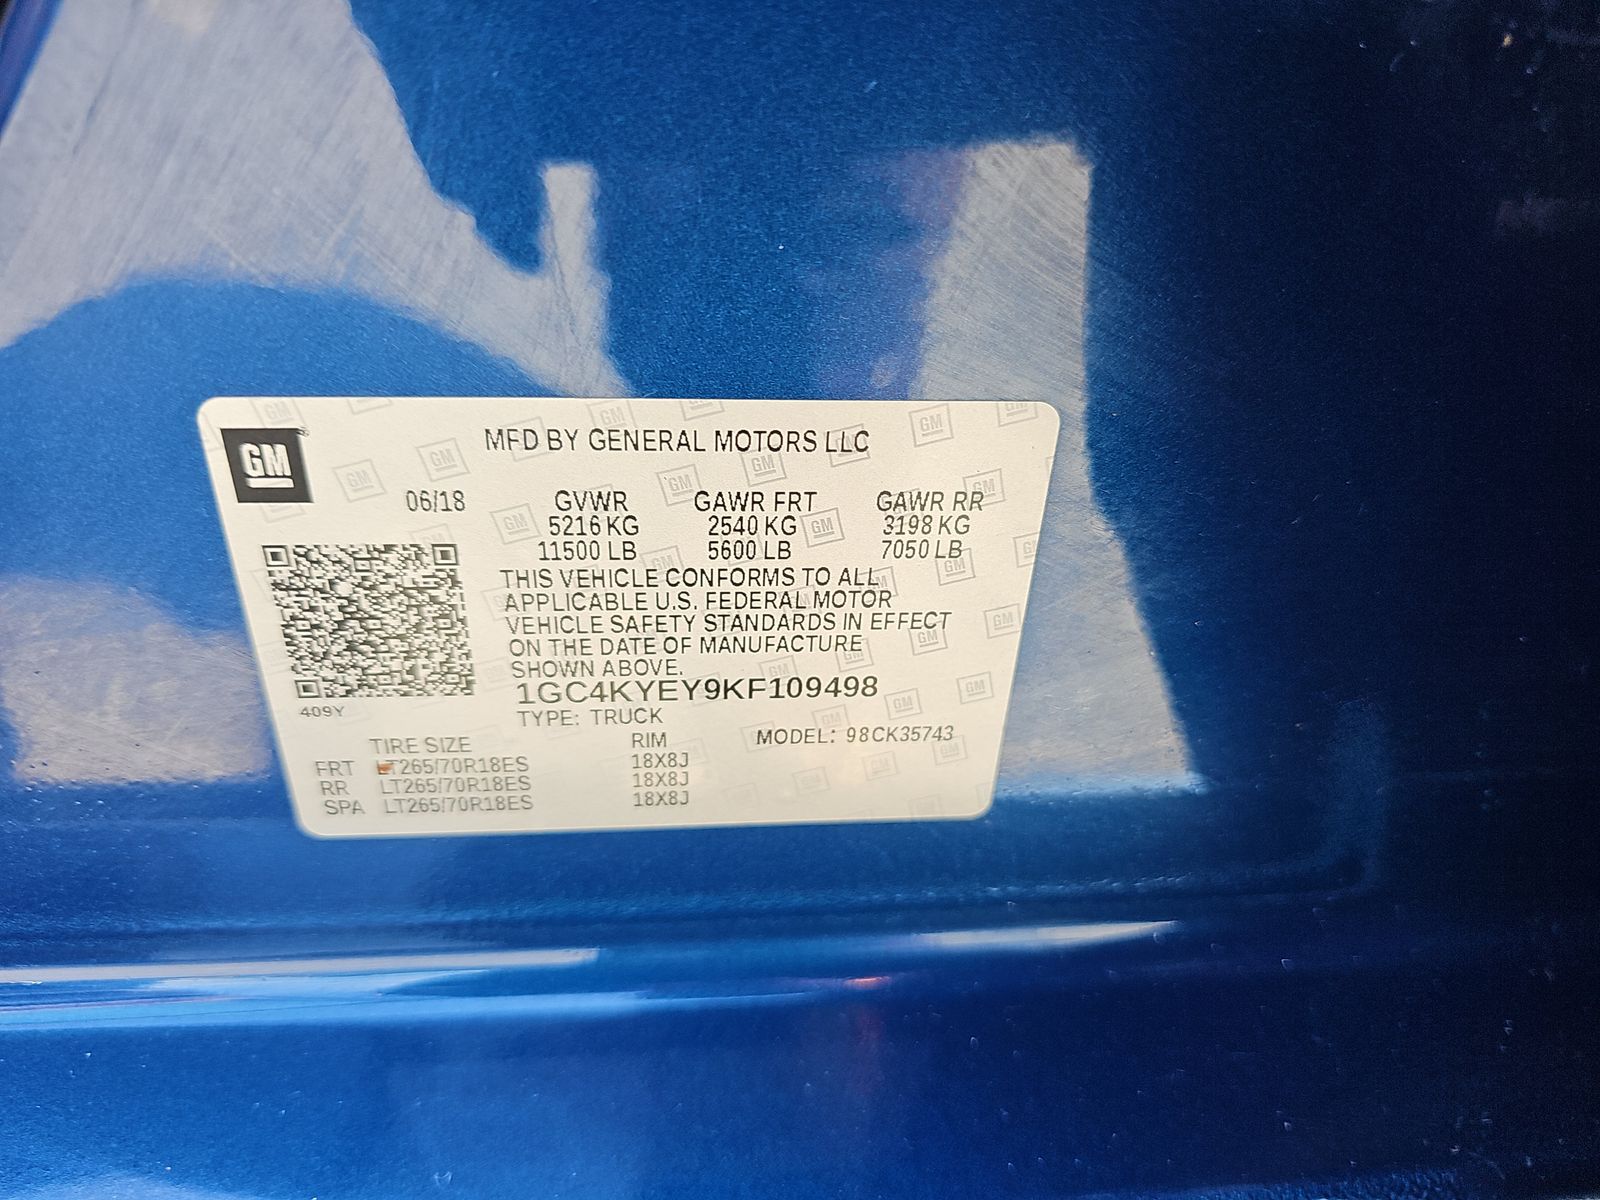 GM
MFD BY GENERAL MOTORS LLC
06/18 GVWR GAWR FRT GAWR RR
5216 KG 2540 KG 3198 KG
11500 LB 5600 LB 7050 LB
THIS VEHICLE CONFORMS TO ALL
APPLICABLE U.S. FEDERAL MOTOR
VEHICLE SAFETY STANDARDS IN EFFECT
ON THE DATE OF MANUFACTURE
SHOWN ABOVE.
1GC4KYEY9KF109498
409Y
TYPE: TRUCK
TIRE SIZE RIM MODEL: 98CK35743
FRT LT265/70R18ES 18X8J
RR LT265/70R18ES 18X8J
SPA LT265/70R18ES 18X8J